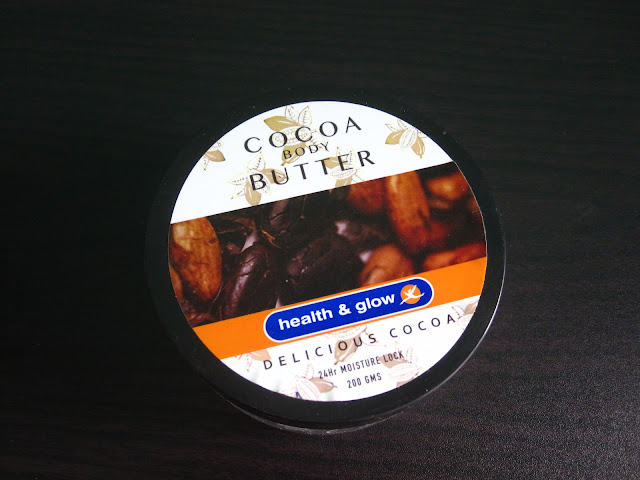 COCOA
BODY
BUTTER
health & glow
DELICIOUS COCOA
24Hr MOISTURE LOCK
200 GMS